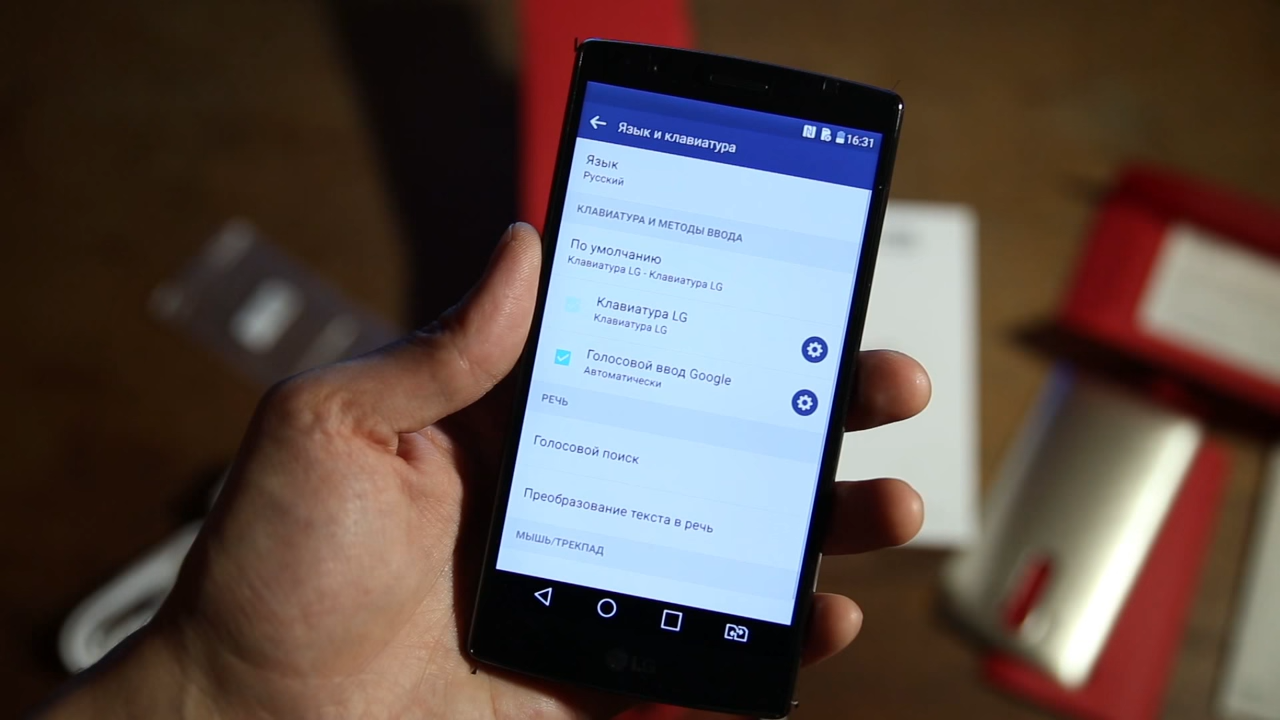 16:31
Язык и клавиатура
Язык
Русский
КЛАВИАТУРА И МЕТОДЫ ВВОДА
По умолчанию
Клавиатура LG - Клавиатура LG
Клавиатура LG
Клавиатура LG
Голосовой ввод Google
Автоматически
РЕЧЬ
Голосовой поиск
Преобразование текста в речь
МЫШЬ/ТРЕКПАД
LG